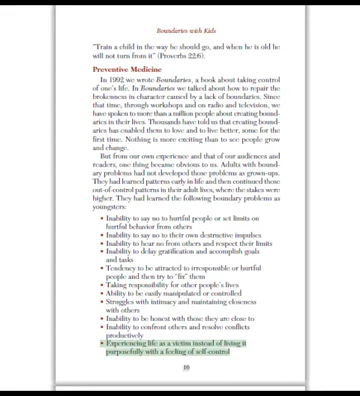 Boundaries with Kids
"Train a child in the way he should go, and when he is old he
will not turn from it" (Proverbs 22:6).
Preventive Medicine
In 1992 we wrote Boundaries, a book about taking control
of one's life. In Boundaries we talked about how to repair the
brokenness in character caused by a lack of boundaries. Since
that time, through workshops and on radio and television, we
have spoken to more than a million people about creating bound-
aries in their lives. Thousands have told us that creating bound-
aries has enabled them to love and to live better, some for the
first time. Nothing is more exciting than to see people grow
and change.
But from our own experience and that of our audiences and
readers, one thing became obvious to us. Adults with bound-
ary problems had not developed those problems as grown-ups.
They had learned patterns early in life and then continued those
out-of-control patterns in their adult lives, where the stakes were
higher. They had learned the following boundary problems as
youngsters:
• Inability to say no to hurtful people or set limits on
hurtful behavior from others
• Inability to say no to their own destructive impulses
• Inability to hear no from others and respect their limits
• Inability to delay gratification and accomplish goals
and tasks
• Tendency to be attracted to irresponsible or hurtful
people and then try to "fix" them
• Taking responsibility for other people's lives
• Ability to be easily manipulated or controlled
• Struggles with intimacy and maintaining closeness
with others
• Inability to be honest with those they are close to
• Inability to confront others and resolve conflicts
productively
• Experiencing life as a victim instead of living it
purposefully with a feeling of self-control
16